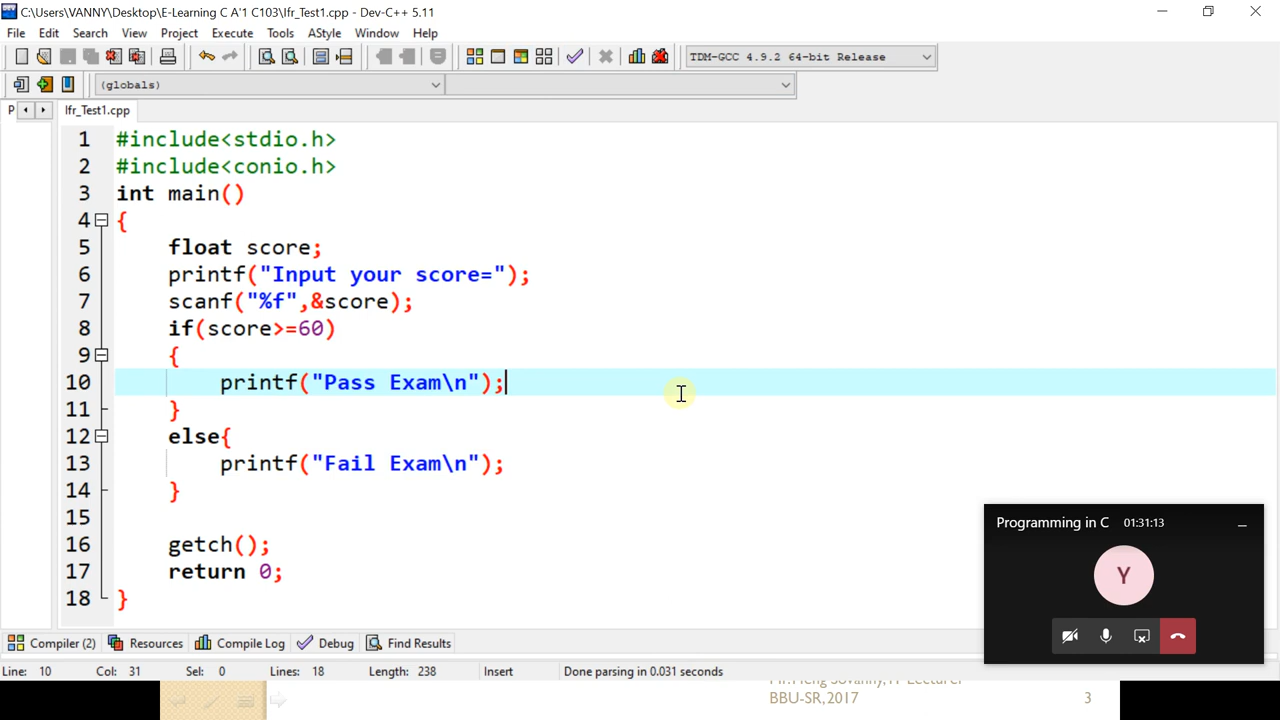 C:\Users\VANNY\Desktop\E-Learning C A'1 C103\Ifr_Test1.cpp - Dev-C++ 5.11
File Edit Search View Project Execute Tools AStyle Window Help
TDM-GCC 4.9.2 64-bit Release
(globals)
P Ifr_Test1.cpp
1 #include<stdio.h>
2 #include<conio.h>
3 int main()
4 {
5 float score;
6 printf("Input your score=");
7 scanf("%f",&score);
8 if(score>=60)
9 {
10 printf("Pass Exam\n");
11 }
12 else{
13 printf("Fail Exam\n");
14 }
15
16 getch();
17 return 0;
18 }
Programming in C 01:31:13
Y
Compiler (2) Resources Compile Log Debug Find Results
Line: 10 Col: 31 Sel: 0 Lines: 18 Length: 238 Insert Done parsing in 0.031 seconds
BBU-SR,2017 3